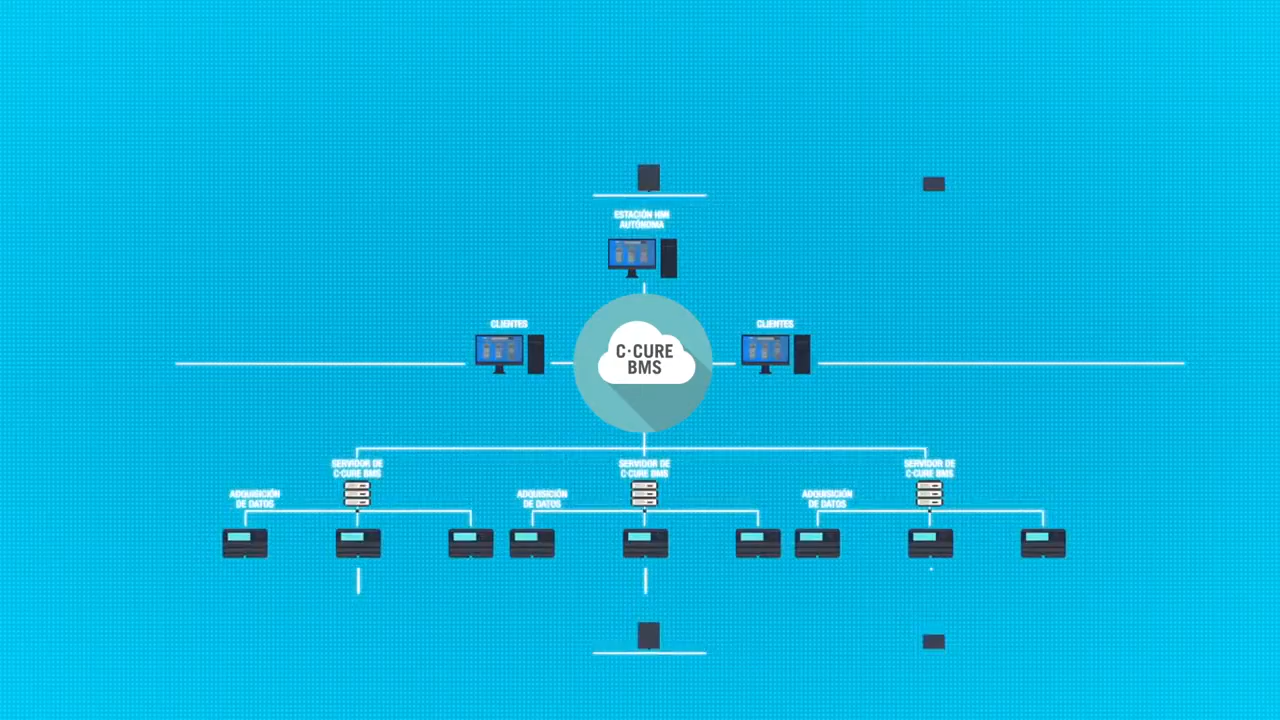 ESTACIÓN HMI
AUTÓNOMA
CLIENTES
CLIENTES
C·CURE
BMS
SERVIDOR DE
C·CURE BMS
SERVIDOR DE
C·CURE BMS
SERVIDOR DE
C·CURE BMS
ADQUISICIÓN
DE DATOS
ADQUISICIÓN
DE DATOS
ADQUISICIÓN
DE DATOS